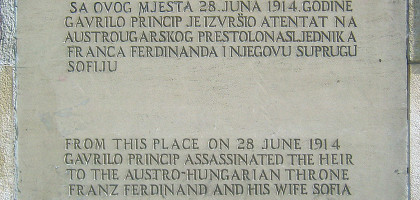 SA OVOG MJESTA 28. JUNA 1914. GODINE
GAVRILO PRINCIP JE IZVRŠIO ATENTAT NA
AUSTROUGARSKOG PRESTOLONASLJEDNIKA
FRANCA FERDINANDA I NJEGOVU SUPRUGU
SOFIJU
FROM THIS PLACE ON 28 JUNE 1914
GAVRILO PRINCIP ASSASSINATED THE HEIR
TO THE AUSTRO-HUNGARIAN THRONE
FRANZ FERDINAND AND HIS WIFE SOFIA